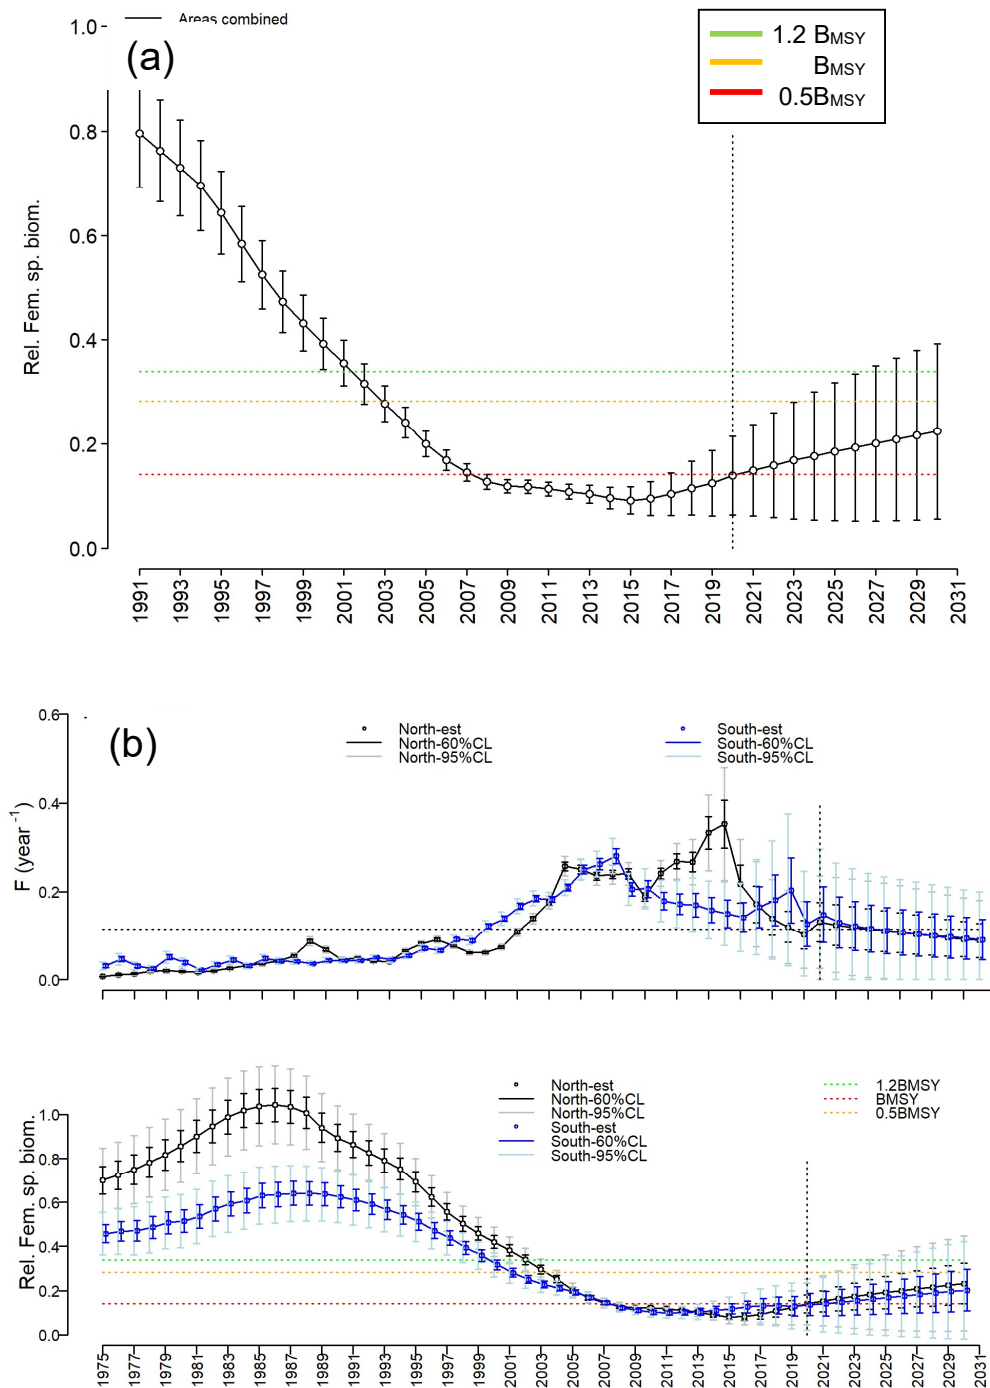 Areas combined
(a)
1.2 BMSY
BMSY
0.5BMSY
Rel. Fem. sp. biom.
1.0
0.8
0.6
0.4
0.2
0.0
1991 1993 1995 1997 1999 2001 2003 2005 2007 2009 2011 2013 2015 2017 2019 2021 2023 2025 2027 2029 2031
(b)
North-est
North-60%CL
North-95%CL
South-est
South-60%CL
South-95%CL
F (year -1)
0.6
0.4
0.2
0.0
North-est
North-60%CL
North-95%CL
South-est
South-60%CL
South-95%CL
1.2BMSY
BMSY
0.5BMSY
Rel. Fem. sp. biom.
1.0
0.8
0.6
0.4
0.2
0.0
1975 1977 1979 1981 1983 1985 1987 1989 1991 1993 1995 1997 1999 2001 2003 2005 2007 2009 2011 2013 2015 2017 2019 2021 2023 2025 2027 2029 2031